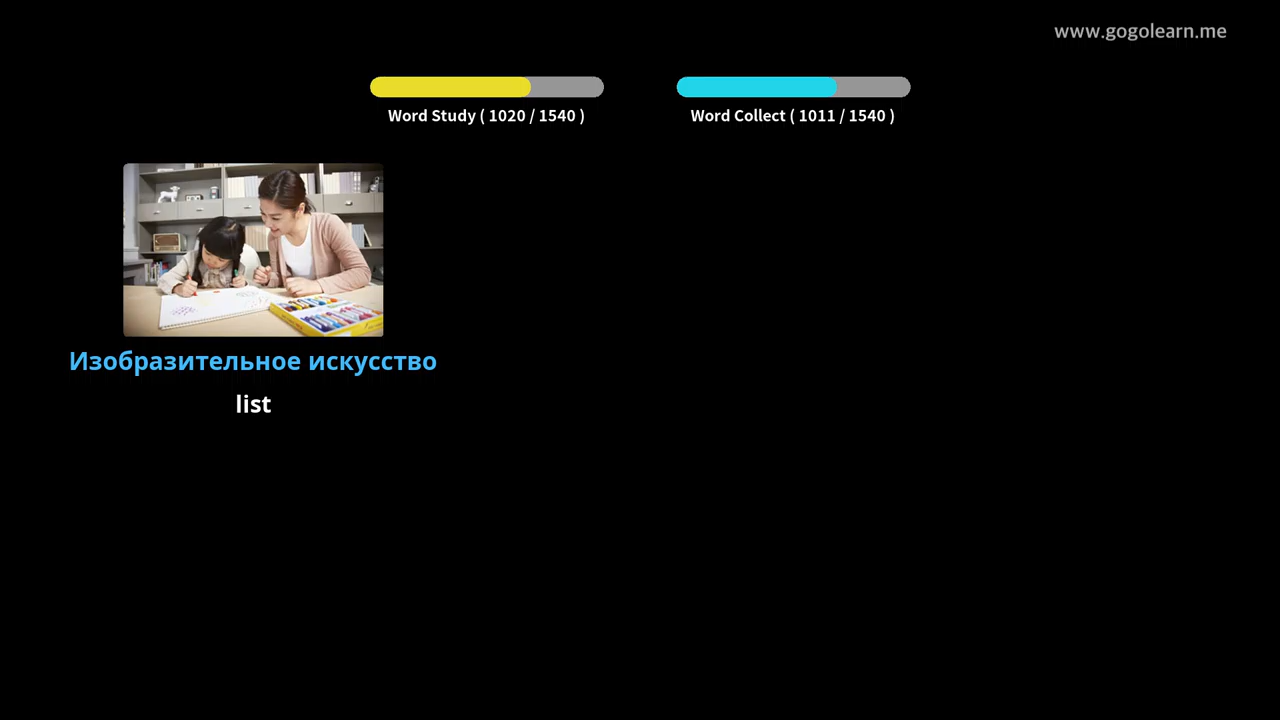 www.gogolearn.me
Word Study ( 1020 / 1540 )
Word Collect ( 1011 / 1540 )
Изобразительное искусство
list